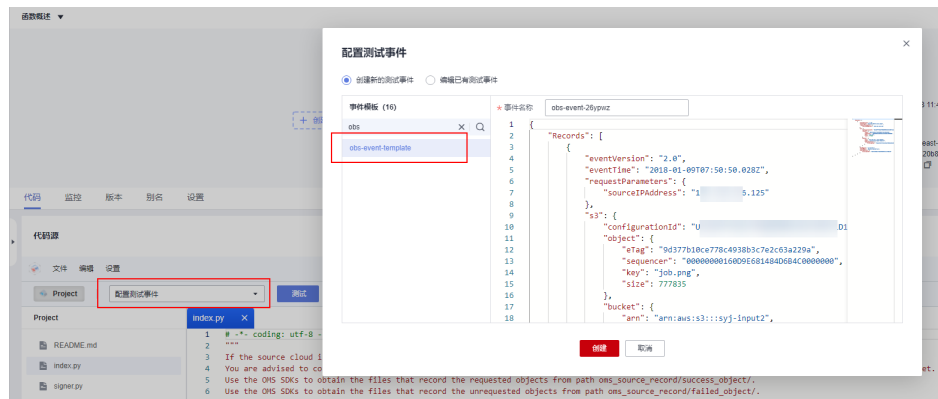 函数概述 ▼
配置测试事件
创建新的测试事件 编辑已有测试事件
事件模板 (16)
obs
obs-event-template
* 事件名称 obs-event-26ypwz
1 {
2 "Records": [
3 {
4 "eventVersion": "2.0",
5 "eventTime": "2018-01-09T07:50:50.028Z",
6 "requestParameters": {
7 "sourceIPAddress": "1 5.125"
8 },
9 "s3": {
10 "configurationId": "U D1
11 "object": {
12 "eTag": "9d377b10ce778c4938b3c7e2c63a229a",
13 "sequencer": "00000000160D9E681484D6B4C0000000",
14 "key": "job.png",
15 "size": 777835
16 },
17 "bucket": {
18 "arn": "arn:aws:s3:::syj-input2",
创建 取消
11:4
east-
20b8
代码 监控 版本 别名 设置
代码源
文件 编辑 设置
Project 配置测试事件 测试
Project
README.md
index.py
signer.py
index.py
1 # -*- coding: utf-8 -
2 """
3 If the source cloud i
4 You are advised to co et.
5 Use the OMS SDKs to obtain the files that record the requested objects from path oms_source_record/success_object/.
6 Use the OMS SDKs to obtain the files that record the unrequested objects from path oms_source_record/failed_object/.